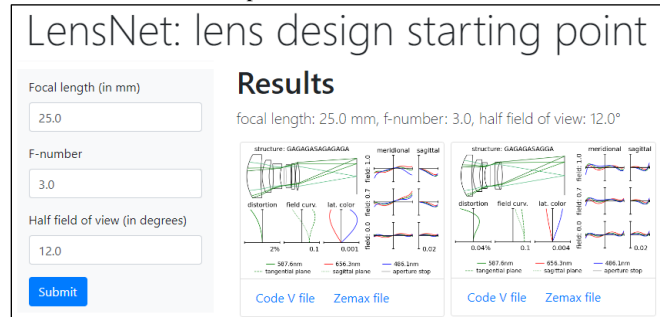 LensNet: lens design starting point
Focal length (in mm)
25.0
F-number
3.0
Half field of view (in degrees)
12.0
Submit
Results
focal length: 25.0 mm, f-number: 3.0, half field of view: 12.0°
structure: GAGAGASAGAGAGA
meridional
sagittal
field: 1.0
field: 0.7
field: 0.0
distortion
field curv.
lat. color
2%
0.1
0.001
0.02
587.6nm
656.3nm
486.1nm
tangential plane
sagittal plane
aperture stop
Code V file
Zemax file
structure: GAGAGASAGGA
meridional
sagittal
field: 1.0
field: 0.7
field: 0.0
distortion
field curv.
lat. color
0.04%
0.1
0.004
0.02
587.6nm
656.3nm
486.1nm
tangential plane
sagittal plane
aperture stop
Code V file
Zemax file